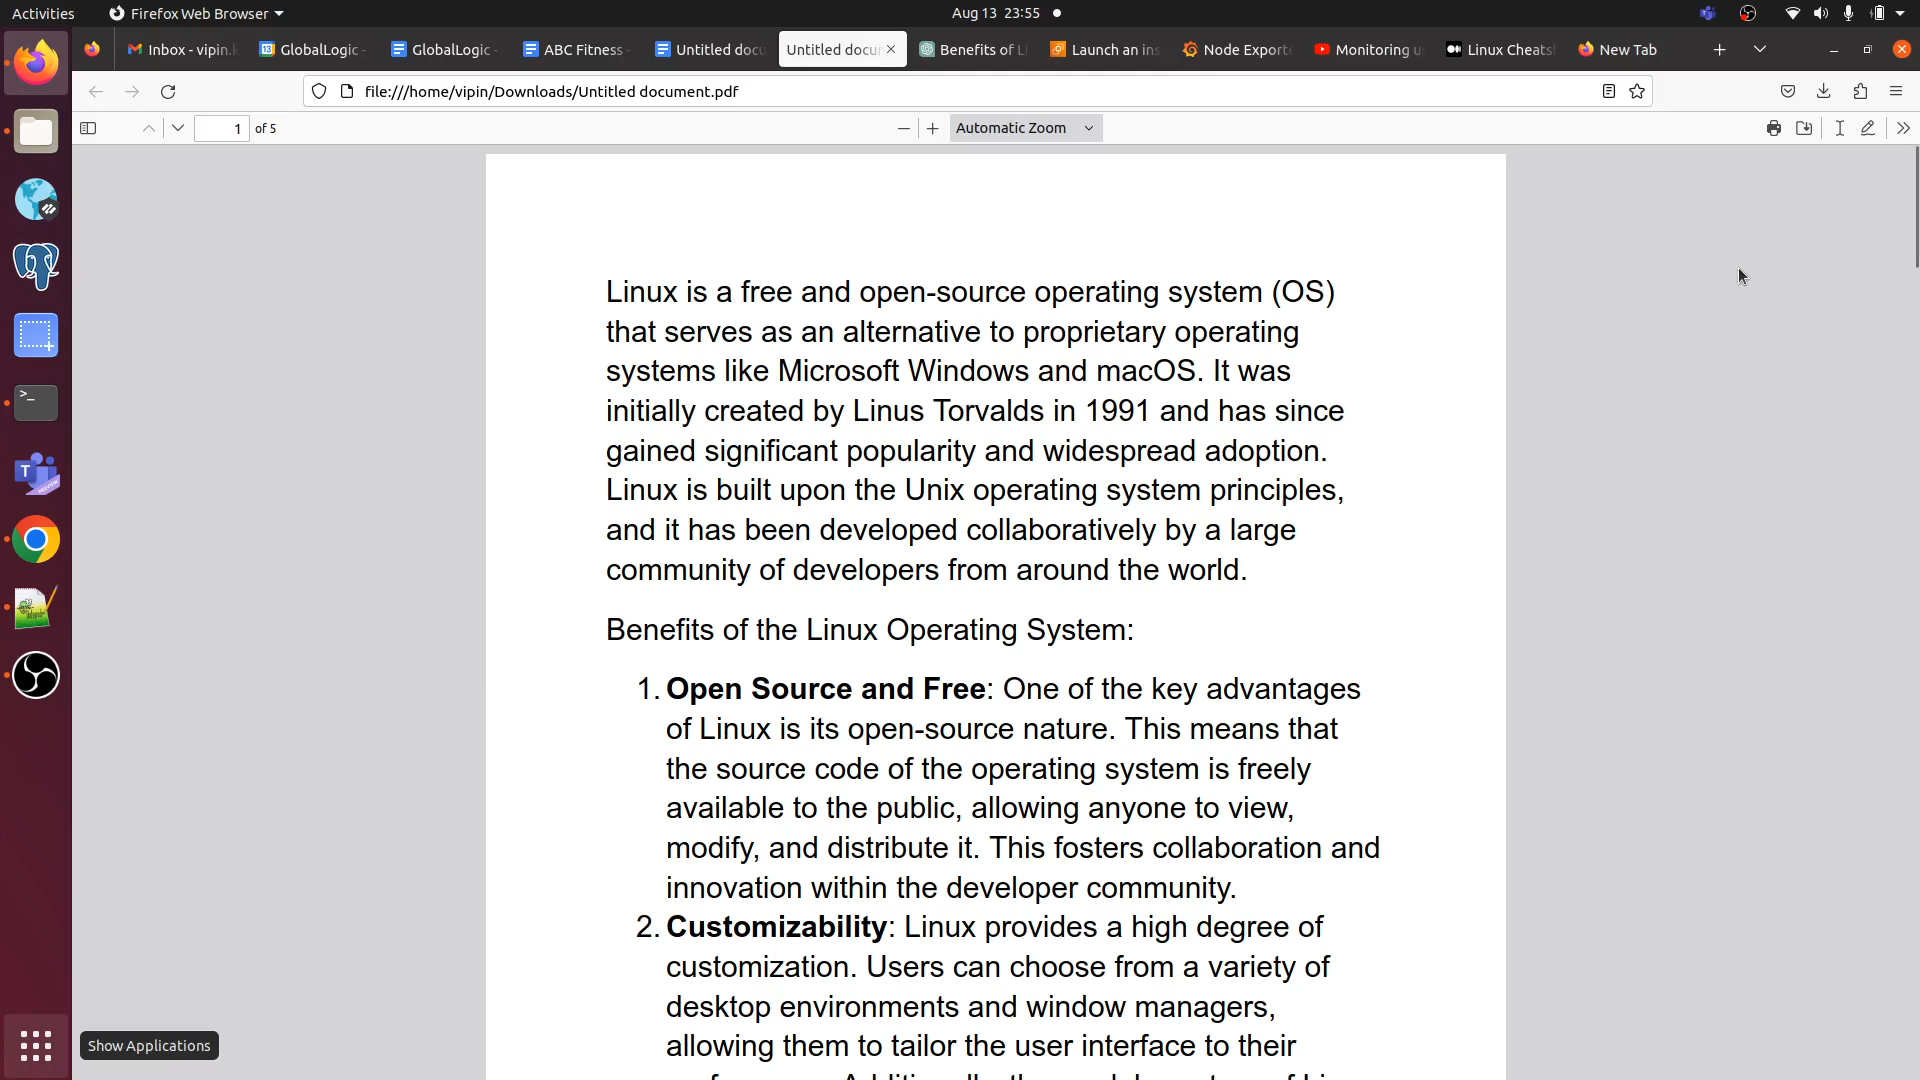 Activities
Firefox Web Browser
Aug 13 23:55
Inbox - vipin.k
GlobalLogic -
GlobalLogic -
ABC Fitness -
Untitled docu
Untitled docur
Benefits of Li
Launch an ins
Node Exporte
Monitoring u
Linux Cheats
New Tab
file:///home/vipin/Downloads/Untitled document.pdf
1 of 5
Automatic Zoom
Linux is a free and open-source operating system (OS)
that serves as an alternative to proprietary operating
systems like Microsoft Windows and macOS. It was
initially created by Linus Torvalds in 1991 and has since
gained significant popularity and widespread adoption.
Linux is built upon the Unix operating system principles,
and it has been developed collaboratively by a large
community of developers from around the world.
Benefits of the Linux Operating System:
1. Open Source and Free: One of the key advantages
of Linux is its open-source nature. This means that
the source code of the operating system is freely
available to the public, allowing anyone to view,
modify, and distribute it. This fosters collaboration and
innovation within the developer community.
2. Customizability: Linux provides a high degree of
customization. Users can choose from a variety of
desktop environments and window managers,
allowing them to tailor the user interface to their
Show Applications